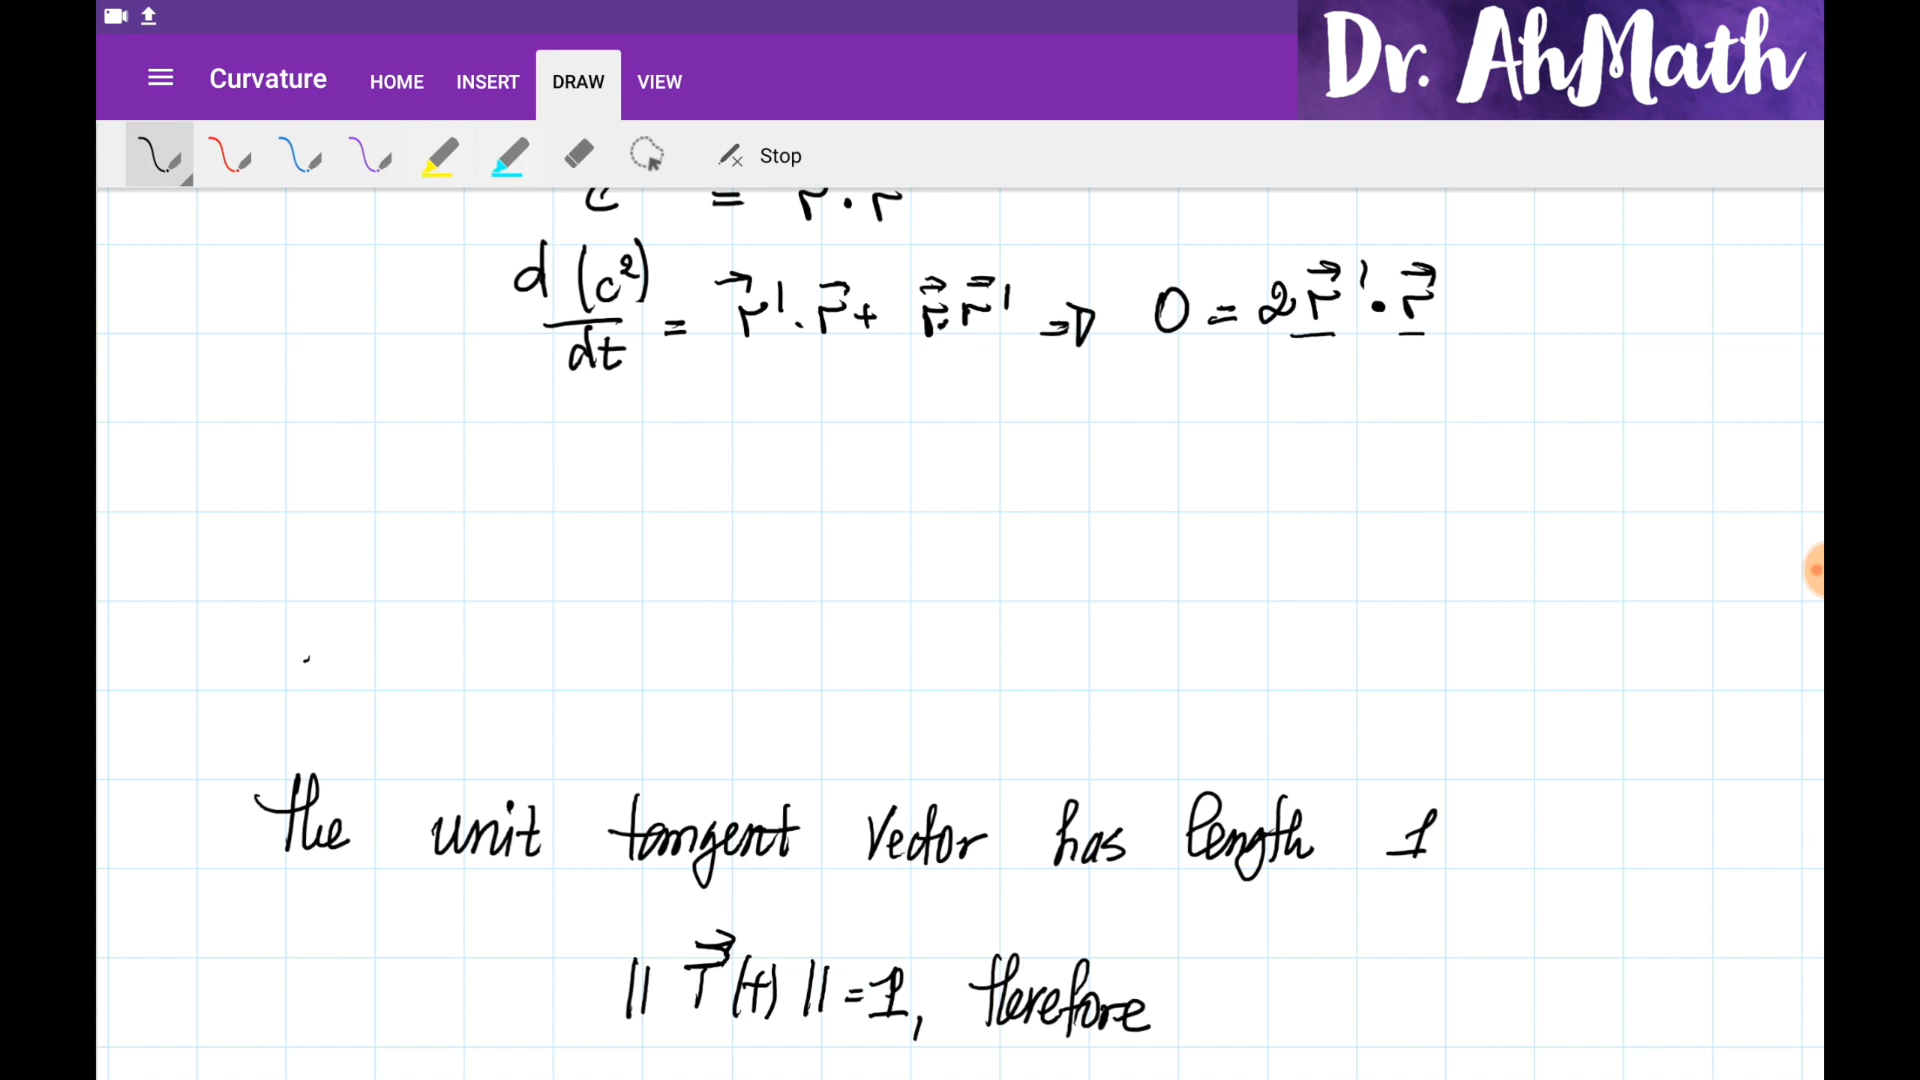 Dr. AhMath
Curvature HOME INSERT DRAW VIEW
Stop
= r · r
d (c²) / dt = r⃗' · r⃗ + r⃗ · r⃗' ⇒ 0 = 2 r⃗' · r⃗
The unit tangent vector has length 1
|| T⃗(t) || = 1, therefore